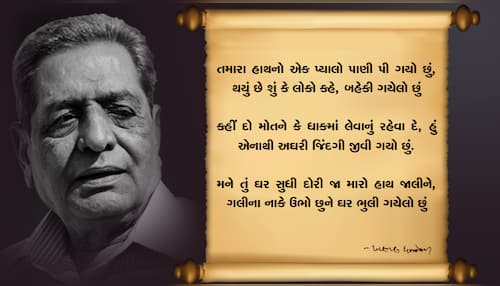 તમારા હાથનો એક પ્યાલો પાણી પી ગયો છું,
થયું છે શું કે લોકો કહે, બહેકી ગયેલો છું
કહીં દો મોતને કે ધાકમાં લેવાનું રહેવા દે, હું
એનાથી અઘરી જિંદગી જીવી ગયો છું.
મને તું ઘર સુધી દોરી જા મારો હાથ જાલીને,
ગલીના નાકે ઉભો છુને ઘર ભુલી ગયેલો છું